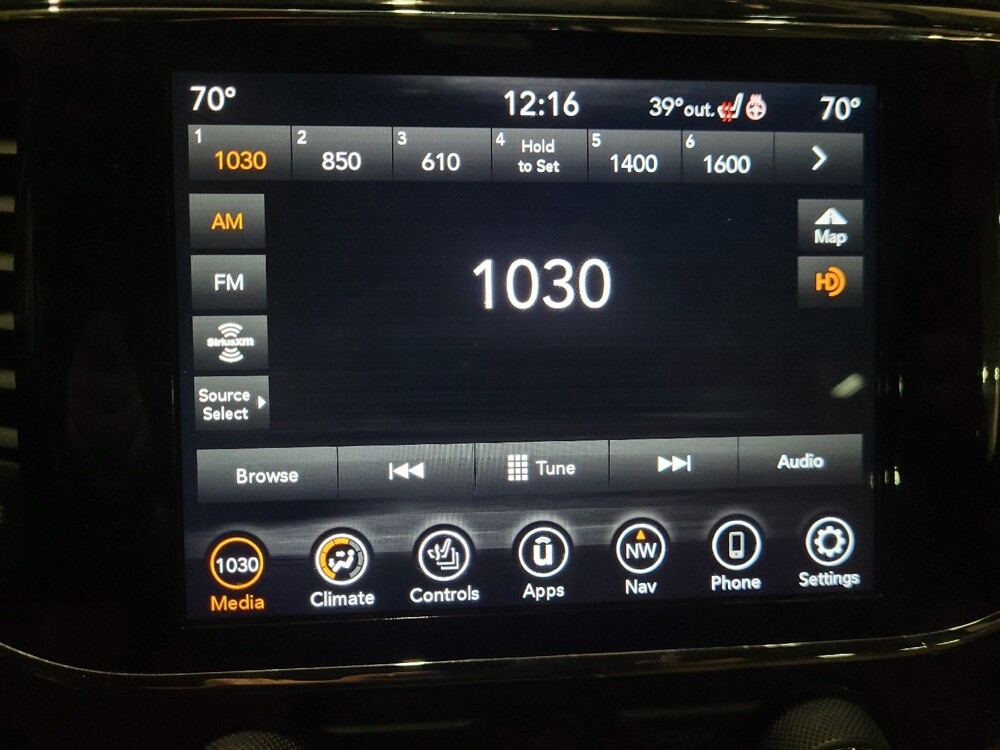 70° 12:16 39°out. 70°
1 2 3 4 Hold 5 6
1030 850 610 to Set 1400 1600
AM
Map
FM
HD
1030
SiriusXM
Source
Select
Browse Tune Audio
1030 û NW
Media Climate Controls Apps Nav Phone Settings